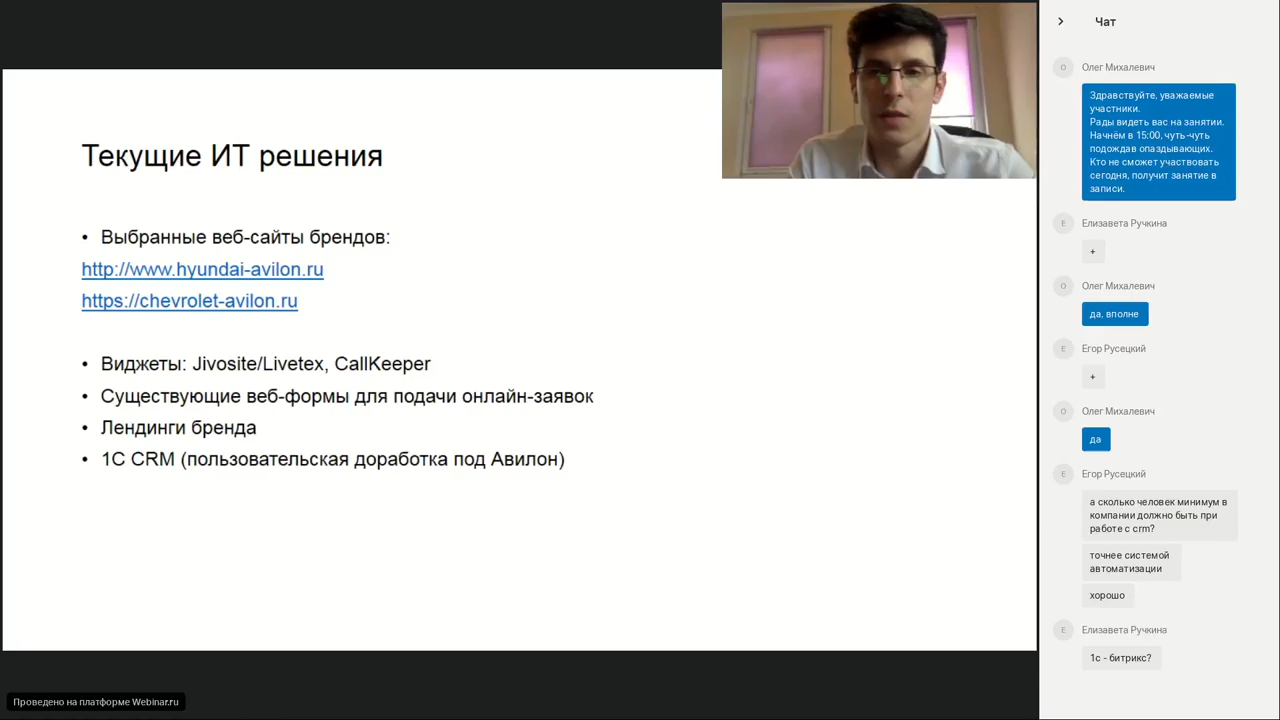 Текущие ИТ решения
• Выбранные веб-сайты брендов:
http://www.hyundai-avilon.ru
https://chevrolet-avilon.ru
• Виджеты: Jivosite/Livetex, CallKeeper
• Существующие веб-формы для подачи онлайн-заявок
• Лендинги бренда
• 1С CRM (пользовательская доработка под Авилон)
Проведено на платформе Webinar.ru
Чат
О
Олег Михалевич
Здравствуйте, уважаемые
участники.
Рады видеть вас на занятии.
Начнём в 15:00, чуть-чуть
подождав опаздывающих.
Кто не сможет участвовать
сегодня, получит занятие в
записи.
Е
Елизавета Ручкина
+
О
Олег Михалевич
да, вполне
Е
Егор Русецкий
+
О
Олег Михалевич
да
Е
Егор Русецкий
а сколько человек минимум в
компании должно быть при
работе с crm?
точнее системой
автоматизации
хорошо
Е
Елизавета Ручкина
1с - битрикс?